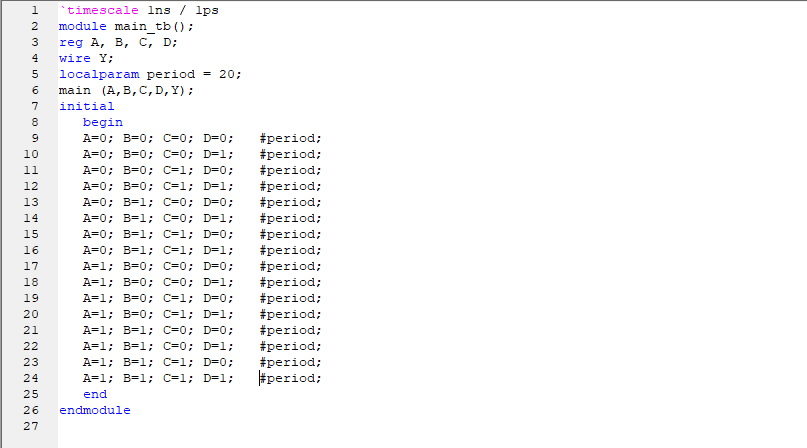 1 `timescale 1ns / 1ps
2 module main_tb();
3 reg A, B, C, D;
4 wire Y;
5 localparam period = 20;
6 main (A,B,C,D,Y);
7 initial
8 begin
9 A=0; B=0; C=0; D=0; #period;
10 A=0; B=0; C=0; D=1; #period;
11 A=0; B=0; C=1; D=0; #period;
12 A=0; B=0; C=1; D=1; #period;
13 A=0; B=1; C=0; D=0; #period;
14 A=0; B=1; C=0; D=1; #period;
15 A=0; B=1; C=1; D=0; #period;
16 A=0; B=1; C=1; D=1; #period;
17 A=1; B=0; C=0; D=0; #period;
18 A=1; B=0; C=0; D=1; #period;
19 A=1; B=0; C=1; D=0; #period;
20 A=1; B=0; C=1; D=1; #period;
21 A=1; B=1; C=0; D=0; #period;
22 A=1; B=1; C=0; D=1; #period;
23 A=1; B=1; C=1; D=0; #period;
24 A=1; B=1; C=1; D=1; #period;
25 end
26 endmodule
27